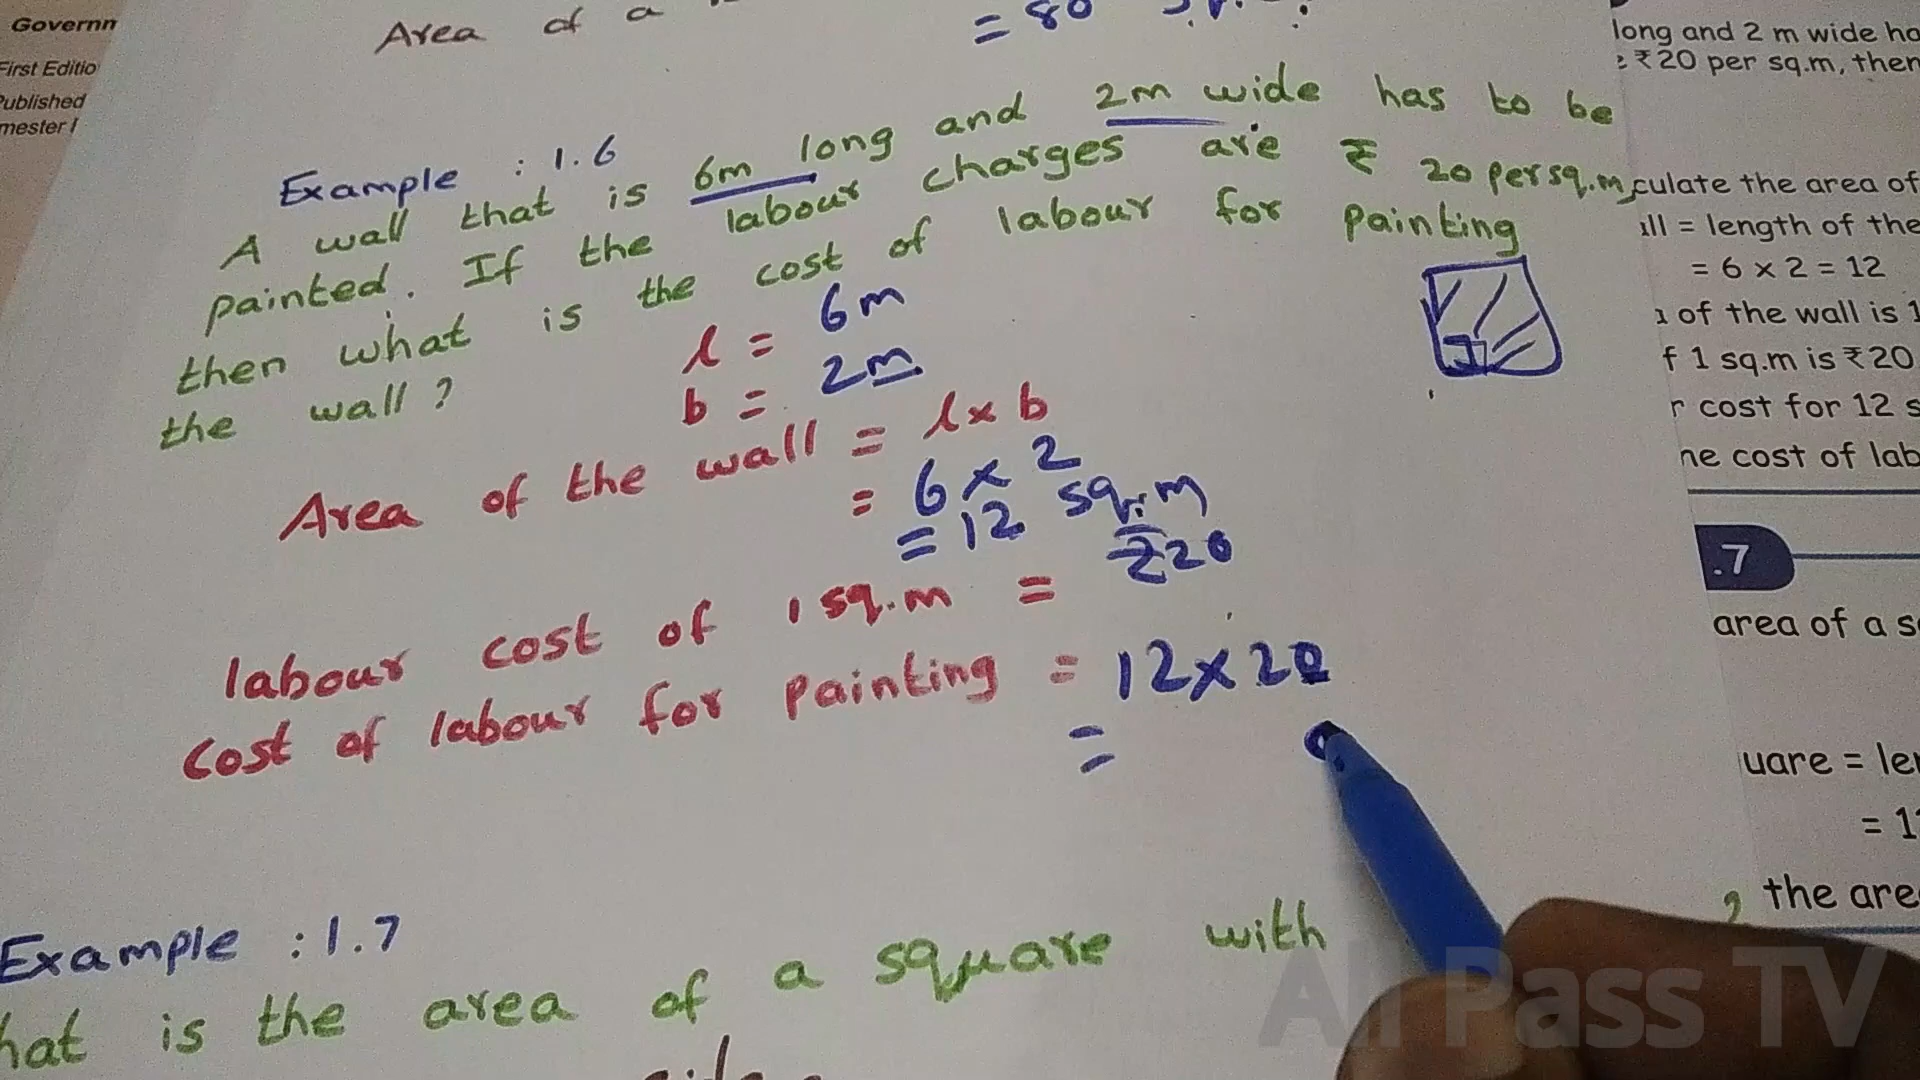 Governm
First Editio
Published
mester I
Area of a
= 80
Example : 1.6
A wall that is 6m long and 2m wide has to be
painted. If the labour charges are ₹ 20 per sq.m,
then what is the cost of labour for painting
the wall ?
l = 6m
b = 2m
Area of the wall = l x b
= 6 x 2
= 12 sq.m
labour cost of 1 sq.m = ₹20
cost of labour for painting = 12 x 20
= 0
Example : 1.7
hat is the area of a square with
long and 2 m wide ha
₹20 per sq.m, then
culate the area of
all = length of the
= 6 x 2 = 12
a of the wall is 1
f 1 sq.m is ₹20
r cost for 12 s
ne cost of lab
.7
area of a s
uare = le
= 1
the are
All Pass TV